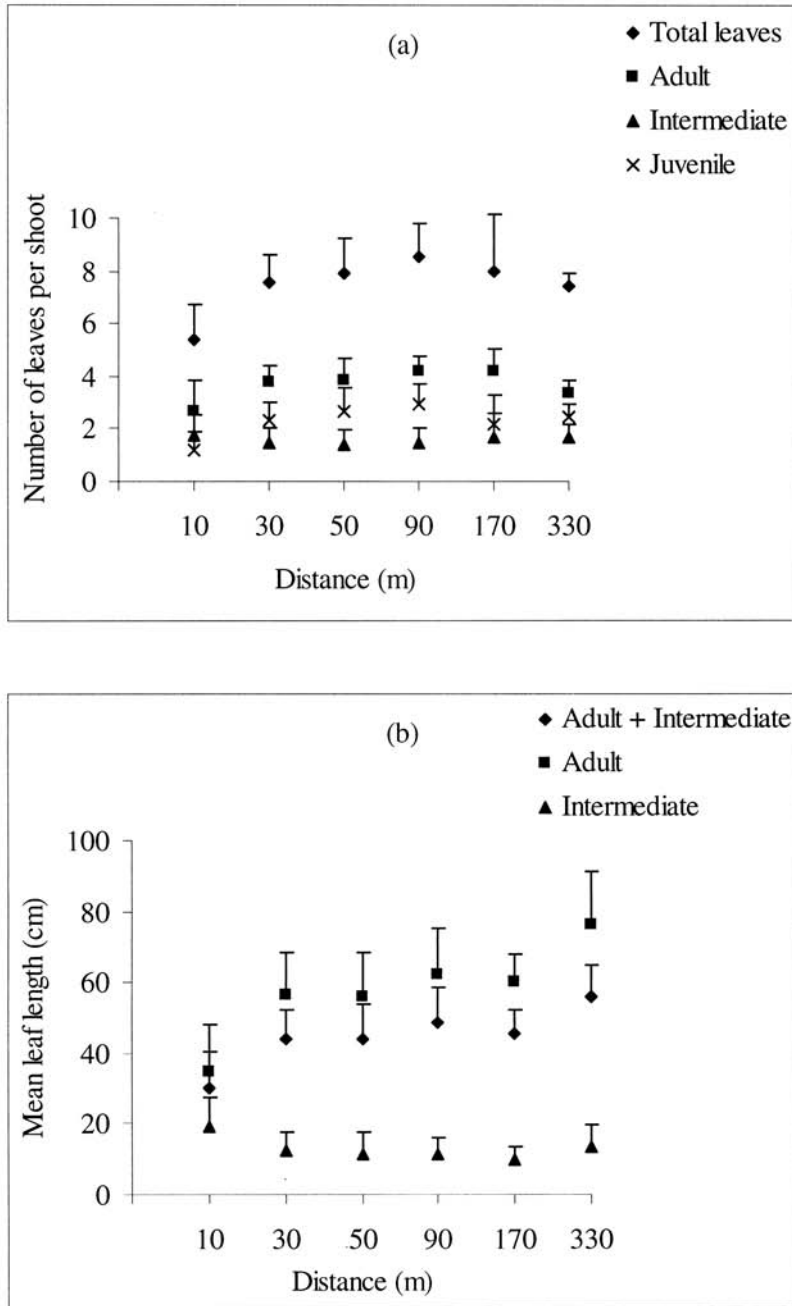 (a)
Total leaves
Adult
Intermediate
Juvenile
Number of leaves per shoot
10
8
6
4
2
0
10 30 50 90 170 330
Distance (m)
(b)
Adult + Intermediate
Adult
Intermediate
Mean leaf length (cm)
100
80
60
40
20
0
10 30 50 90 170 330
Distance (m)